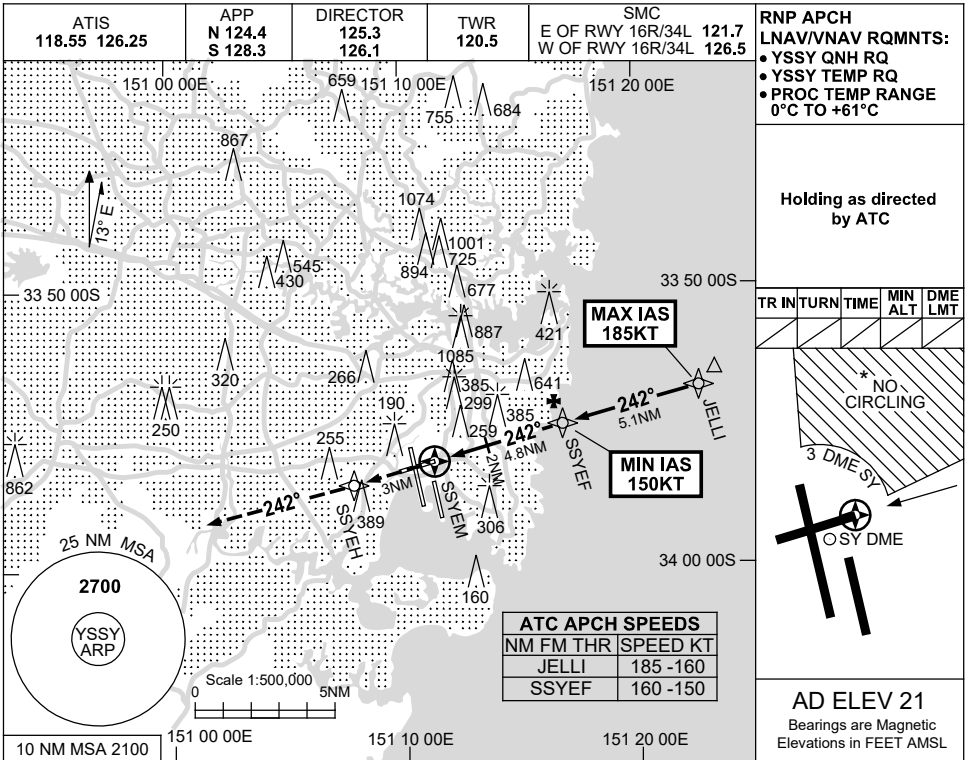 ATIS
118.55 126.25
APP
N 124.4
S 128.3
DIRECTOR
125.3
126.1
TWR
120.5
SMC
E OF RWY 16R/34L 121.7
W OF RWY 16R/34L 126.5
RNP APCH
LNAV/VNAV RQMNTS:
• YSSY QNH RQ
• YSSY TEMP RQ
• PROC TEMP RANGE
0°C TO +61°C
Holding as directed
by ATC
TR IN TURN TIME MIN ALT DME LMT
* NO
CIRCLING
3 DME SY
SY DME
AD ELEV 21
Bearings are Magnetic
Elevations in FEET AMSL
151 00 00E
659
151 10 00E
151 20 00E
755
684
867
13° E
1074
1001
725
894
545
430
677
33 50 00S
33 50 00S
887
421
MAX IAS
185KT
320
266
1085
385
641
299
385
259
190
250
255
862
242°
5.1NM
JELLI
242°
4.8NM
SSYEF
MIN IAS
150KT
2NM
3NM
SSYEM
SSYEH
389
242°
306
160
34 00 00S
25 NM MSA
2700
YSSY
ARP
10 NM MSA 2100
Scale 1:500,000
0 5NM
ATC APCH SPEEDS
NM FM THR SPEED KT
JELLI 185 -160
SSYEF 160 -150
151 00 00E
151 10 00E
151 20 00E